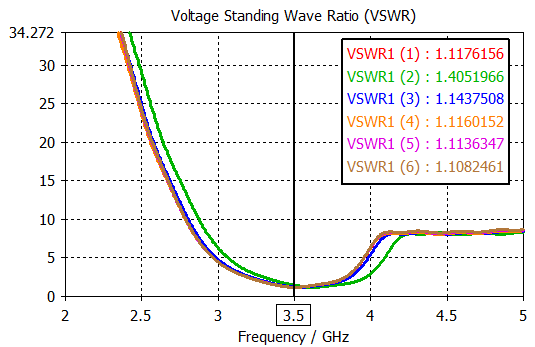 Voltage Standing Wave Ratio (VSWR)
34.272
30
25
20
15
10
5
0
VSWR1 (1) : 1.1176156
VSWR1 (2) : 1.4051966
VSWR1 (3) : 1.1437508
VSWR1 (4) : 1.1160152
VSWR1 (5) : 1.1136347
VSWR1 (6) : 1.1082461
2 2.5 3 3.5 4 4.5 5
Frequency / GHz